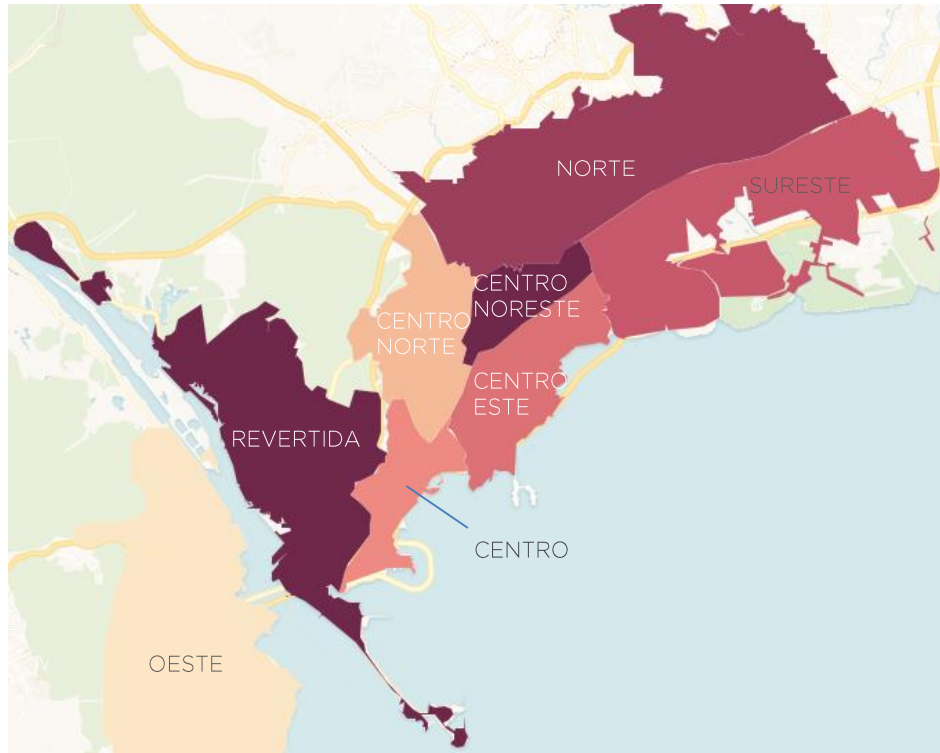 NORTE
SURESTE
CENTRO
NORESTE
CENTRO
NORTE
CENTRO
ESTE
REVERTIDA
CENTRO
OESTE